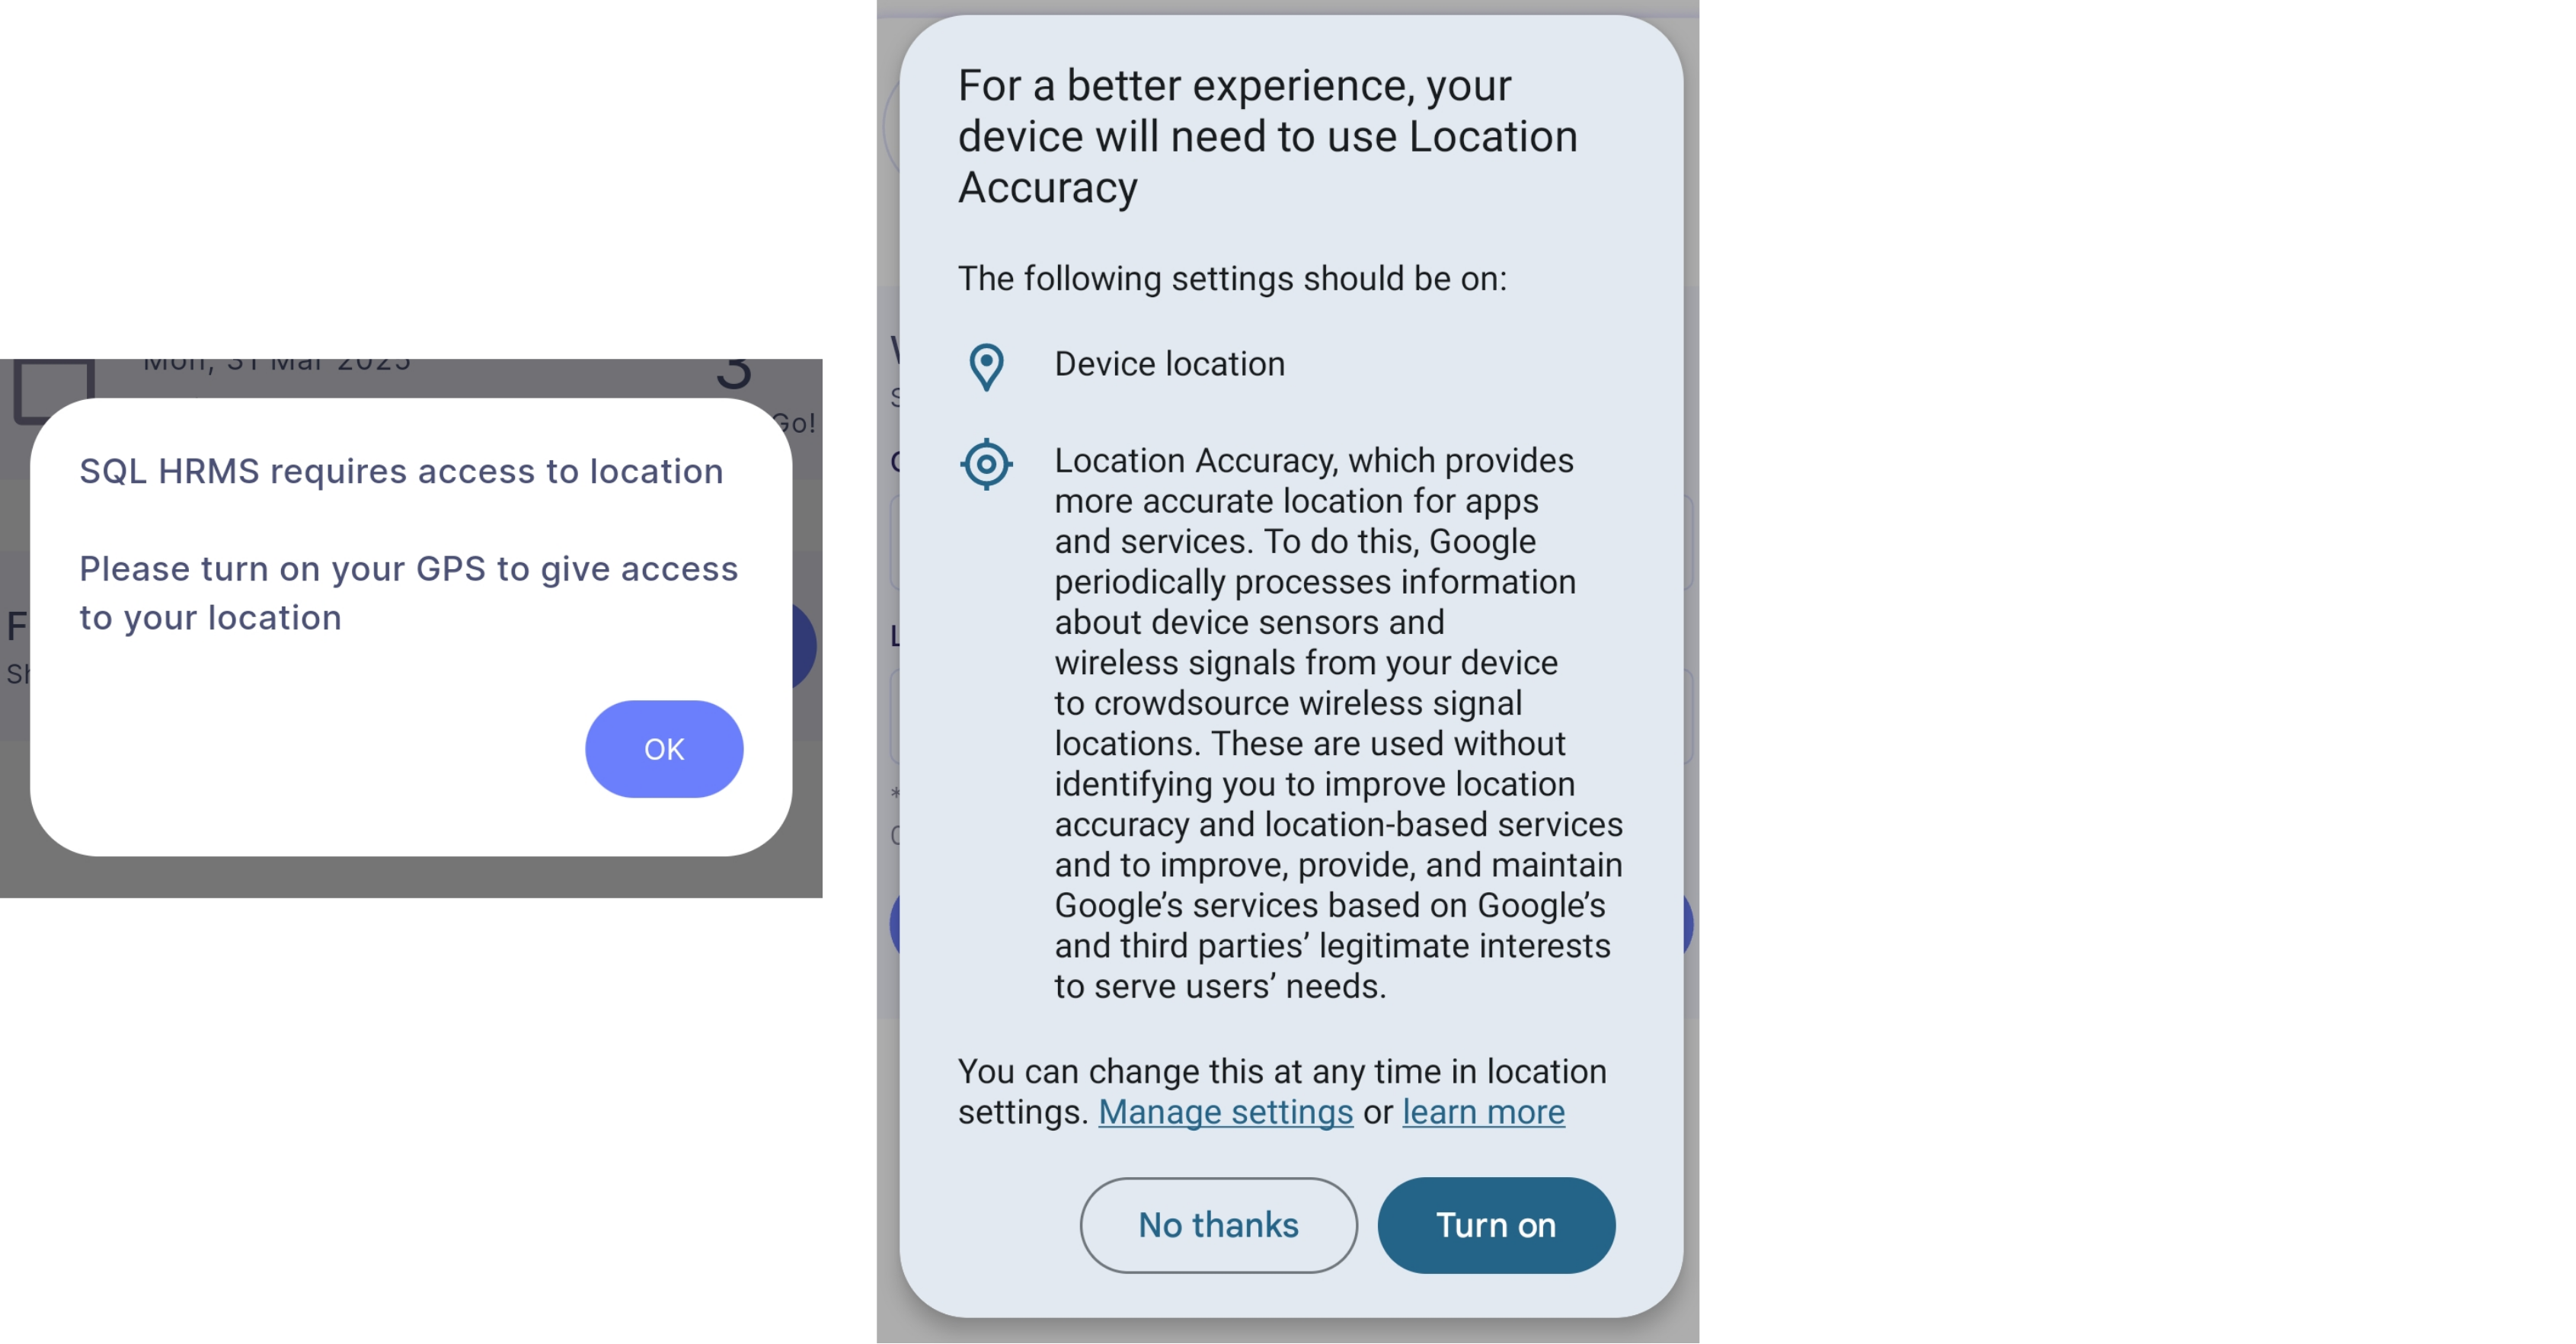 Mon, 31 Mar 2025
3
Go!
SQL HRMS requires access to location
Please turn on your GPS to give access
to your location
F
Sh
OK
For a better experience, your
device will need to use Location
Accuracy
The following settings should be on:
Device location
Location Accuracy, which provides
more accurate location for apps
and services. To do this, Google
periodically processes information
about device sensors and
wireless signals from your device
to crowdsource wireless signal
locations. These are used without
identifying you to improve location
accuracy and location-based services
and to improve, provide, and maintain
Google’s services based on Google’s
and third parties’ legitimate interests
to serve users’ needs.
You can change this at any time in location
settings. Manage settings or learn more
No thanks
Turn on